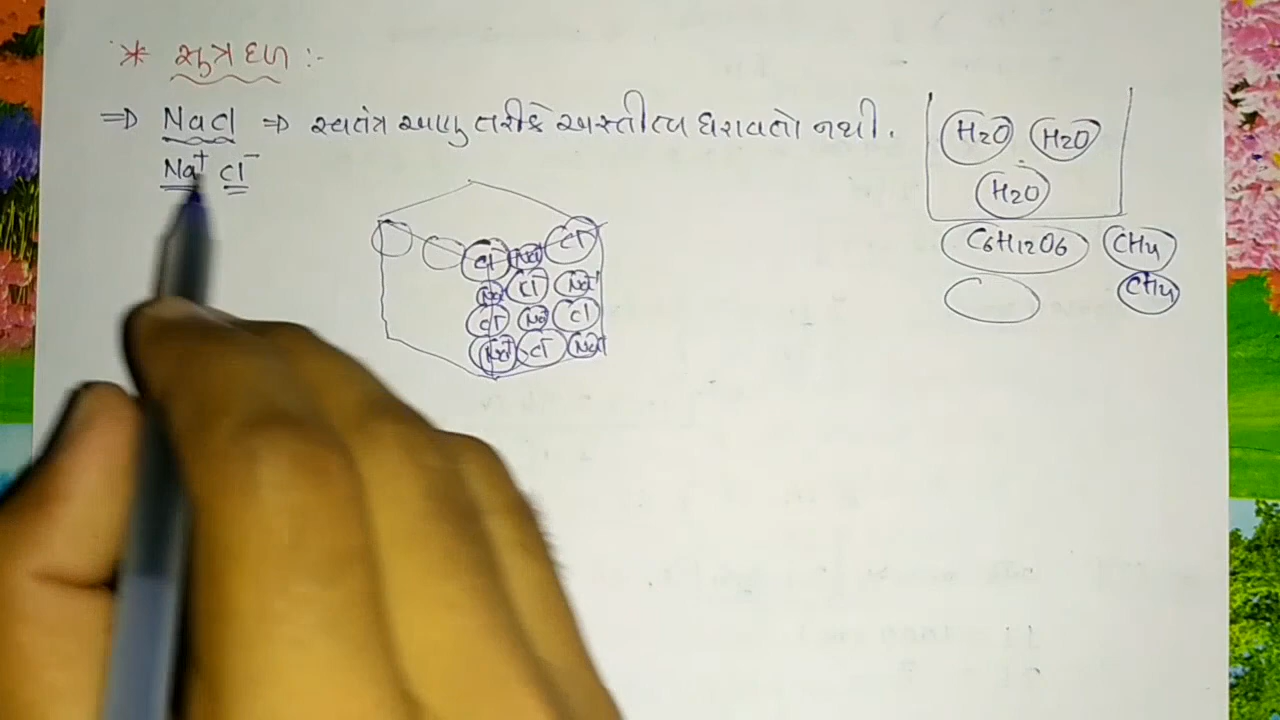 * સૂત્ર દળ :-
⇒ NaCl ⇒ સ્વતંત્ર અણુ તરીકે અસ્તીત્વ ધરાવતો નથી.
Na⁺ Cl⁻
H2O H2O
H2O
C6H12O6 CH4
CH4
Cl⁻ Na⁺ Cl⁻
Na⁺ Cl⁻ Na⁺
Cl⁻ Na⁺ Cl
Na⁺ Cl⁻ Na⁺